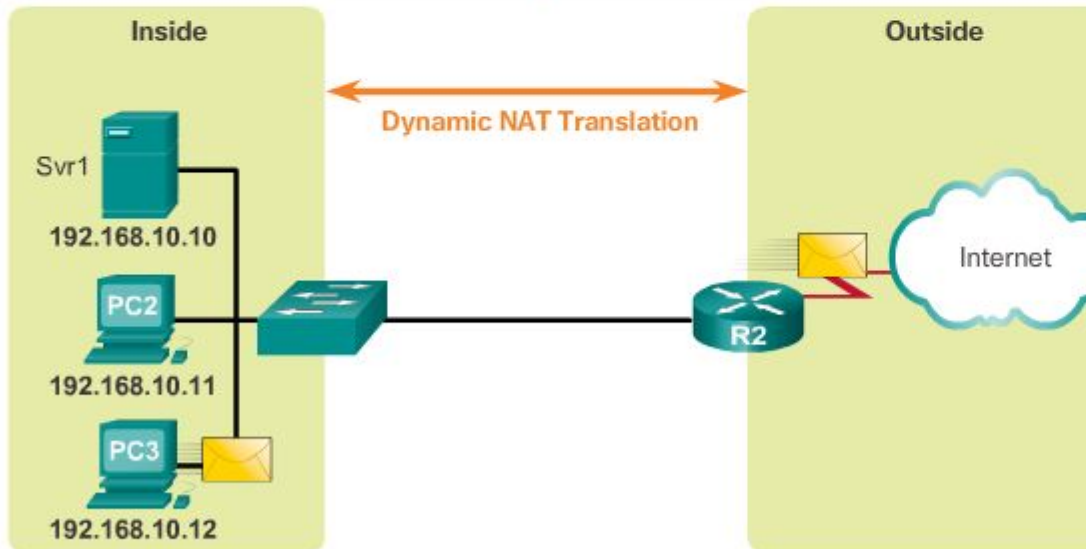 Inside
Outside
Dynamic NAT Translation
Svr1
192.168.10.10
PC2
192.168.10.11
PC3
192.168.10.12
R2
Internet